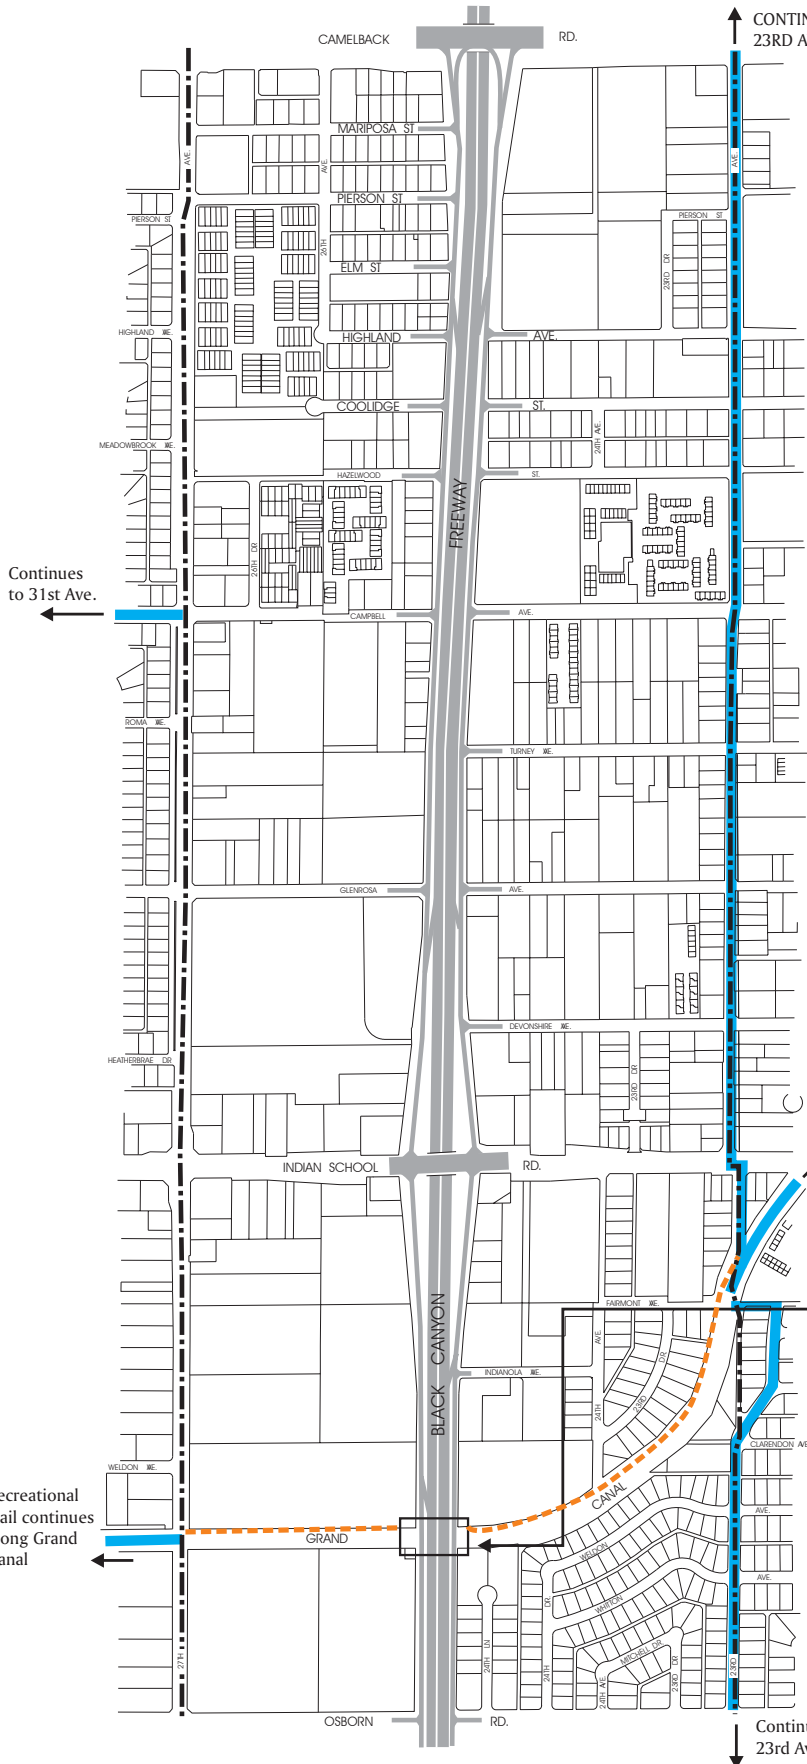 CAMELBACK RD.
CONTIN
23RD A
AVE.
AVE.
AVE.
MARIPOSA ST
PIERSON ST
PIERSON ST
PIERSON ST
26TH
23RD DR
ELM ST
HIGHLAND AVE.
HIGHLAND AVE.
COOLIDGE ST.
24TH AVE.
MEADOWBROOK AVE.
HAZELWOOD ST.
FREEWAY
26TH DR
Continues
to 31st Ave.
CAMPBELL AVE.
ROMA AVE.
TURNEY AVE.
GLENROSA AVE.
DEVONSHIRE AVE.
HEATHERBRAE DR
23RD DR
INDIAN SCHOOL RD.
FAIRMONT AVE.
BLACK CANYON
24TH AVE.
23RD DR.
INDIANOLA AVE.
CLARENDON AVE
WELDON AVE.
ecreational
ail continues
ong Grand
anal
GRAND CANAL
AVE.
WELDON
AVE.
WHITTON
24TH DR.
24TH LN
MITCHELL DR
24TH AVE.
23RD DR
27TH
23RD
OSBORN RD.
Continu
23rd Av